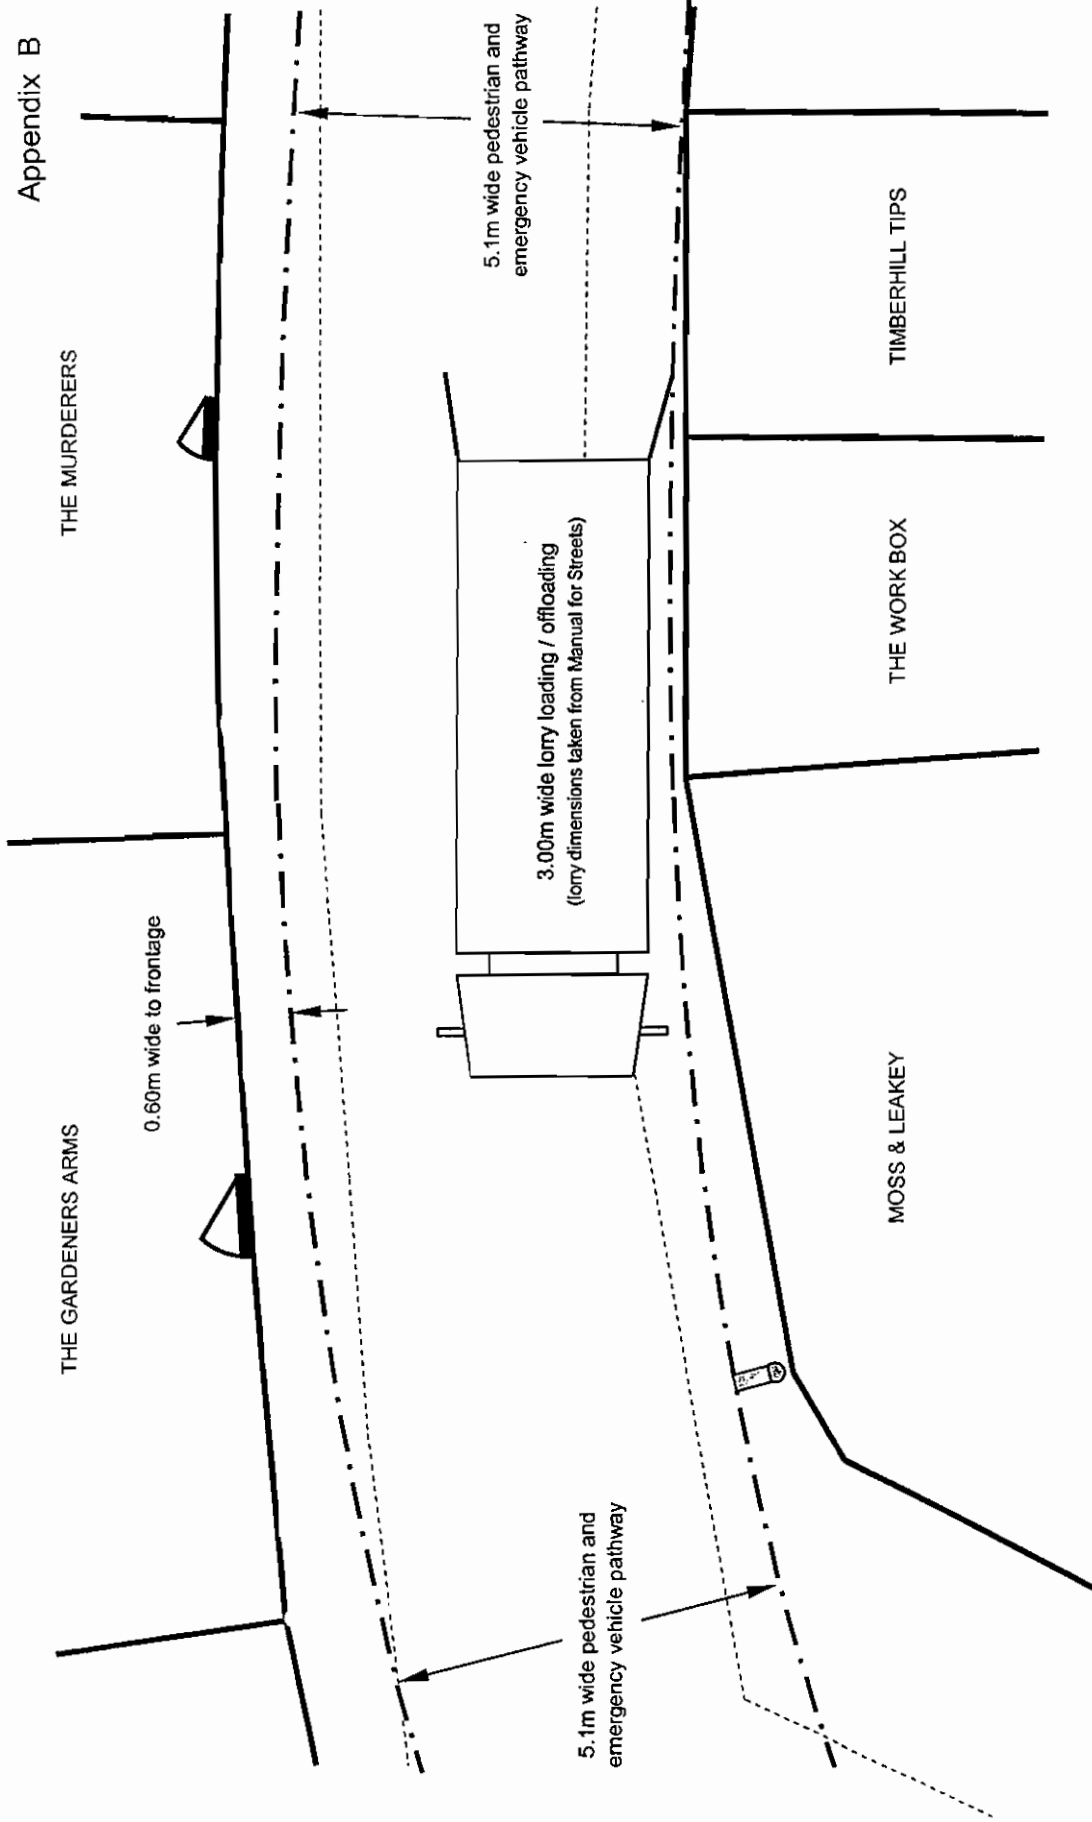 Appendix B
THE GARDENERS ARMS
THE MURDERERS
0.60m wide to frontage
5.1m wide pedestrian and
emergency vehicle pathway
3.00m wide lorry loading / offloading
(lorry dimensions taken from Manual for Streets)
5.1m wide pedestrian and
emergency vehicle pathway
MOSS & LEAKEY
THE WORK BOX
TIMBERHILL TIPS